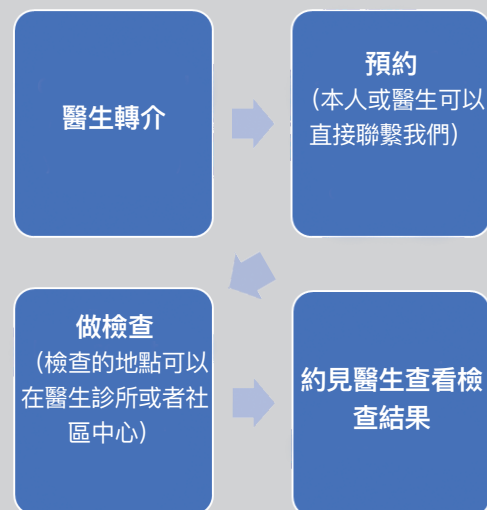 醫生轉介
預約
（本人或醫生可以
直接聯繫我們）
做檢查
（檢查的地點可以
在醫生診所或者社
區中心）
約見醫生查看檢
查結果